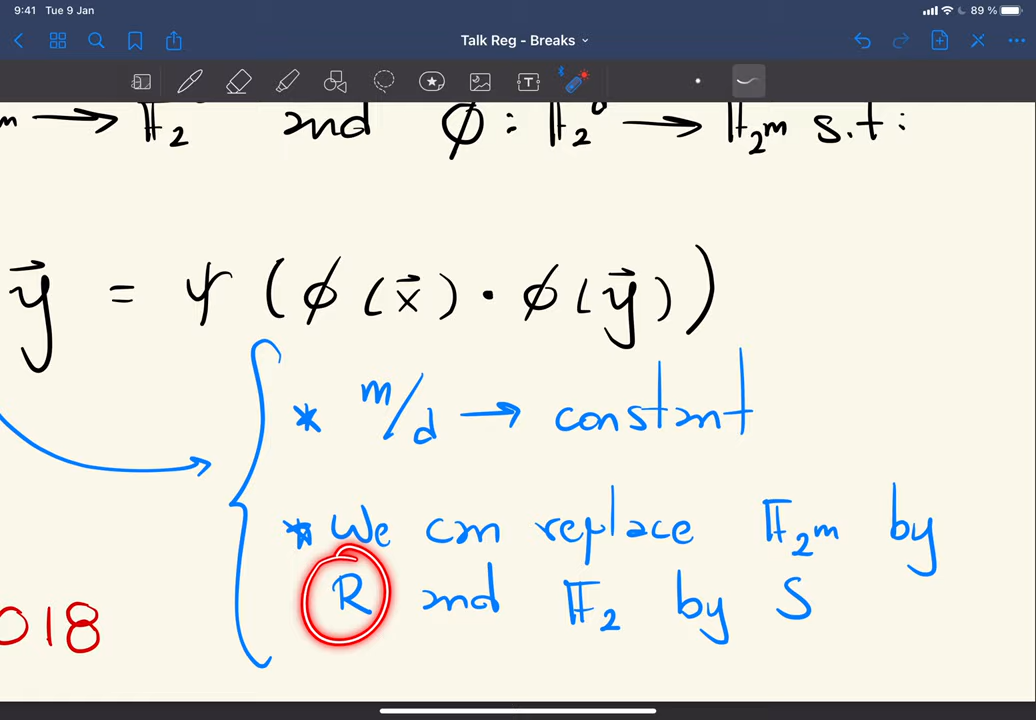 9:41 Tue 9 Jan 89 %
Talk Reg - Breaks
m → 𝔽₂ and ϕ : 𝔽₂ → 𝔽₂m s.t :
y⃗ = ψ (ϕ(x⃗) · ϕ(y⃗))
* m/d → constant
* We can replace 𝔽₂m by
R and 𝔽₂ by S
018